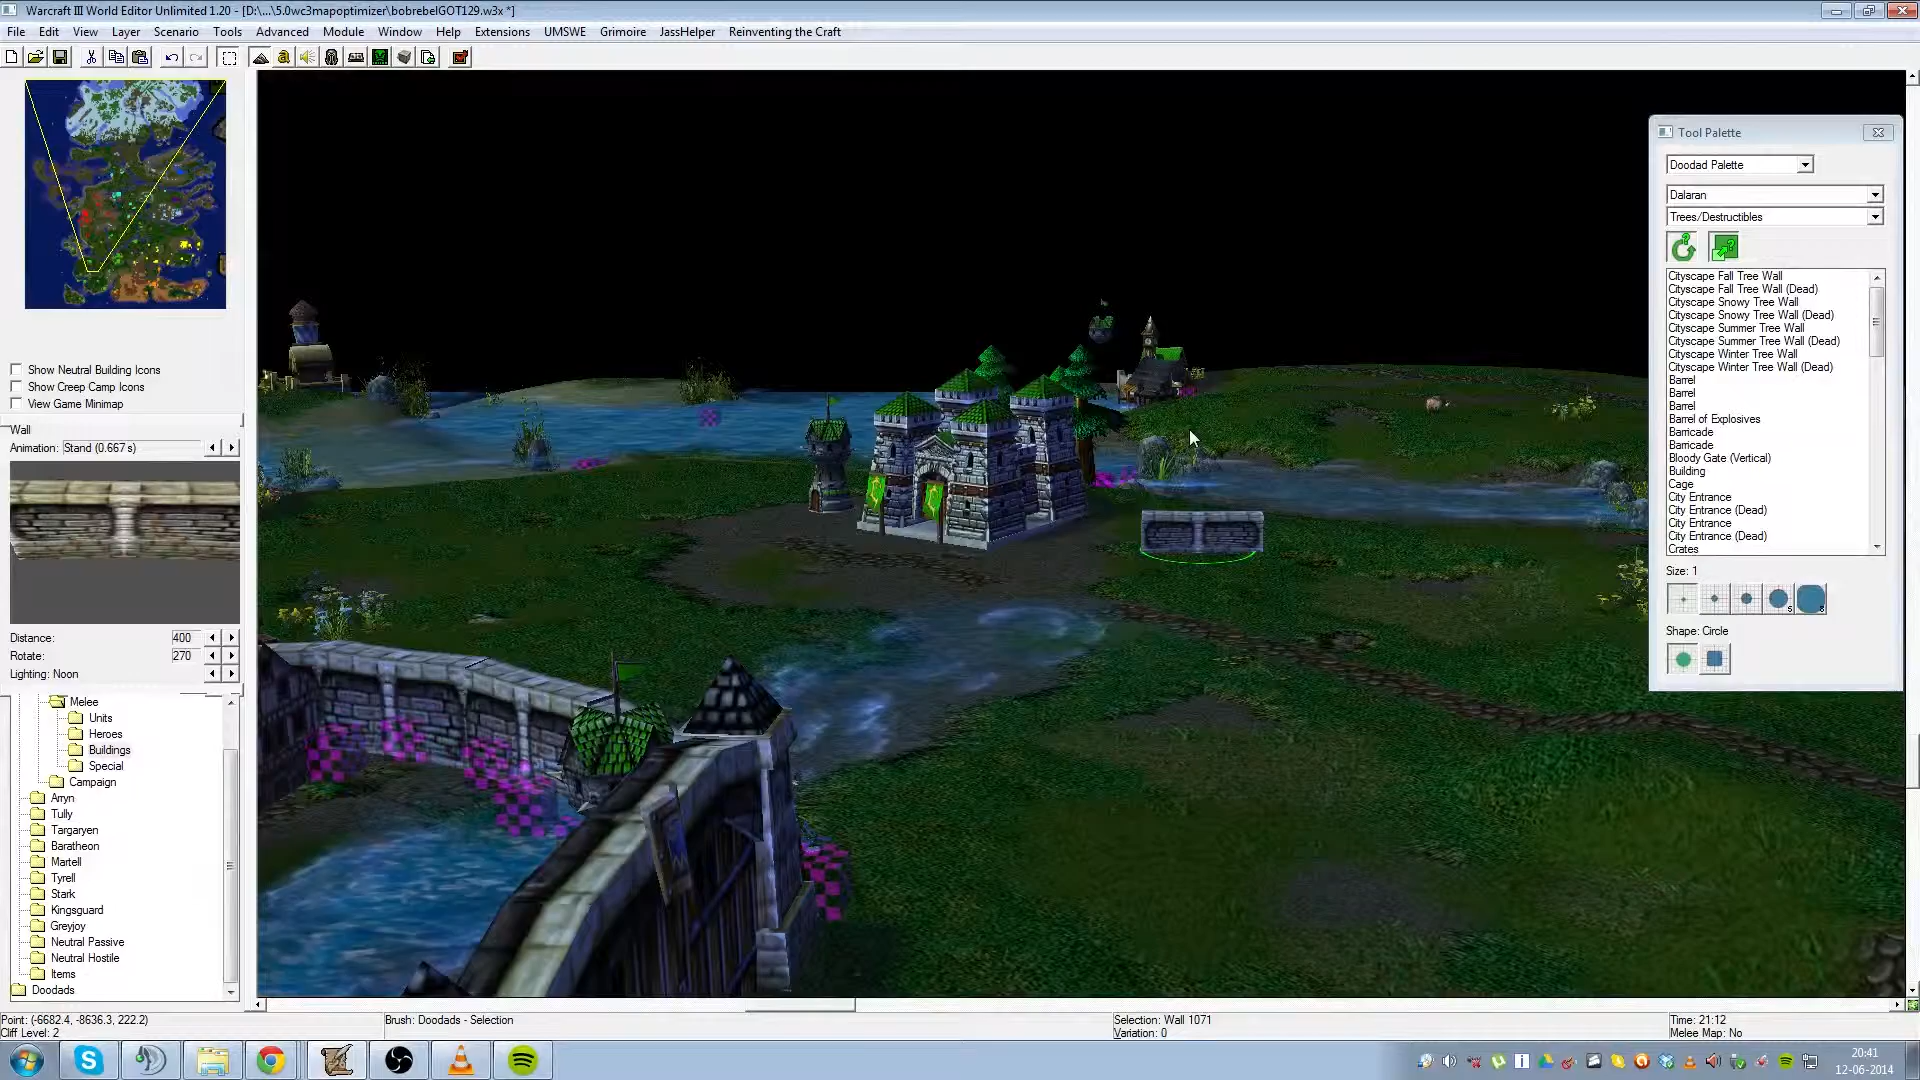 Warcraft III World Editor Unlimited 1.20 - [D:\...\5.0wc3mapoptimizer\bobrebelGOT129.w3x *]
File Edit View Layer Scenario Tools Advanced Module Window Help Extensions UMSWE Grimoire JassHelper Reinventing the Craft
Show Neutral Building Icons
Show Creep Camp Icons
View Game Minimap
Wall
Animation: Stand (0.667 s)
Distance: 400
Rotate: 270
Lighting: Noon
Melee
Units
Heroes
Buildings
Special
Campaign
Arryn
Tully
Targaryen
Baratheon
Martell
Tyrell
Stark
Kingsguard
Greyjoy
Neutral Passive
Neutral Hostile
Items
Doodads
Tool Palette
Doodad Palette
Dalaran
Trees/Destructibles
Cityscape Fall Tree Wall
Cityscape Fall Tree Wall (Dead)
Cityscape Snowy Tree Wall
Cityscape Snowy Tree Wall (Dead)
Cityscape Summer Tree Wall
Cityscape Summer Tree Wall (Dead)
Cityscape Winter Tree Wall
Cityscape Winter Tree Wall (Dead)
Barrel
Barrel
Barrel
Barrel of Explosives
Barricade
Barricade
Bloody Gate (Vertical)
Building
Cage
City Entrance
City Entrance (Dead)
City Entrance
City Entrance (Dead)
Crates
Size: 1
Shape: Circle
Point: (-6682.4, -8636.3, 222.2)
Cliff Level: 2
Brush: Doodads - Selection
Selection: Wall 1071
Variation: 0
Time: 21:12
Melee Map: No
20:41
12-06-2014